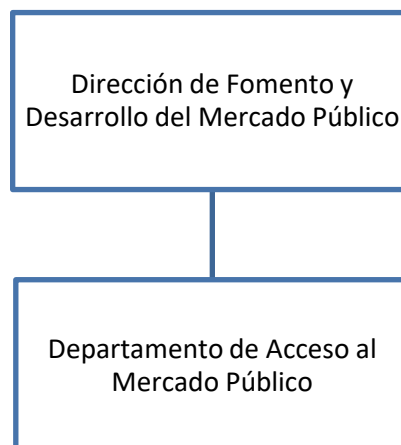 Dirección de Fomento y
Desarrollo del Mercado Público
Departamento de Acceso al
Mercado Público